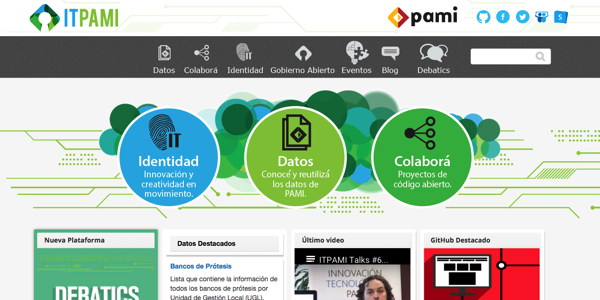 ITPAMI
pami
Datos
Colaborá
Identidad
Gobierno Abierto
Eventos
Blog
Debatics
IT
Identidad
Innovación y
creatividad en
movimiento.
Datos
Conocé y reutilizá
los datos de
PAMI.
Colaborá
Proyectos de
código abierto.
Nueva Plataforma
DEBATICS
Datos Destacados
Bancos de Prótesis
Lista que contiene la información de
todos los bancos de prótesis por
Unidad de Gestión Local (UGL),
Último video
ITPAMI Talks #6...
INNOVACIÓN
TECNOLO
PA
GitHub Destacado